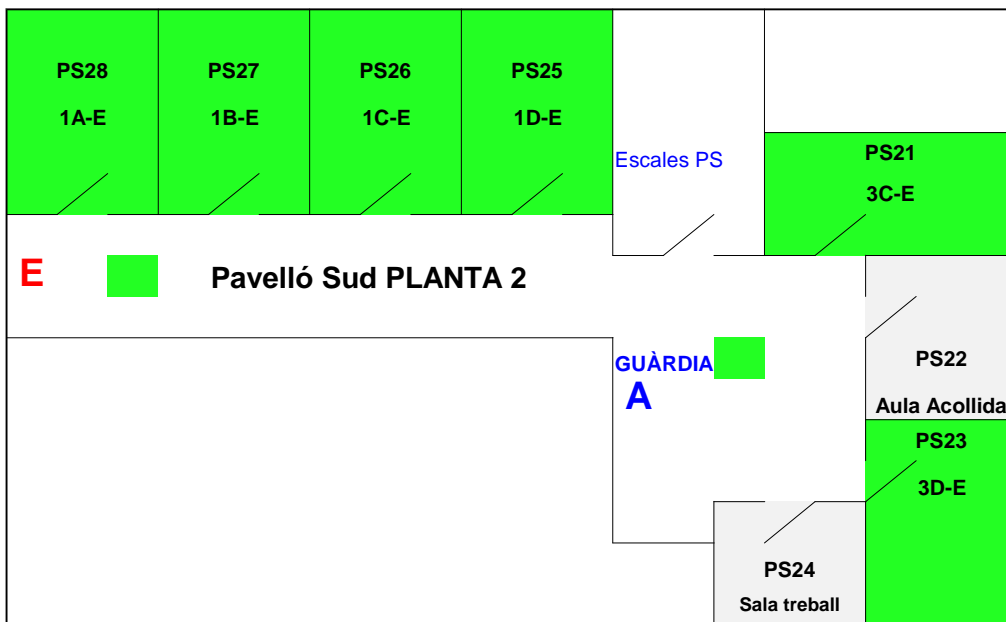 PS28
1A-E
PS27
1B-E
PS26
1C-E
PS25
1D-E
Escales PS
PS21
3C-E
E
Pavelló Sud PLANTA 2
GUÀRDIA
A
PS22
Aula Acollida
PS23
3D-E
PS24
Sala treball